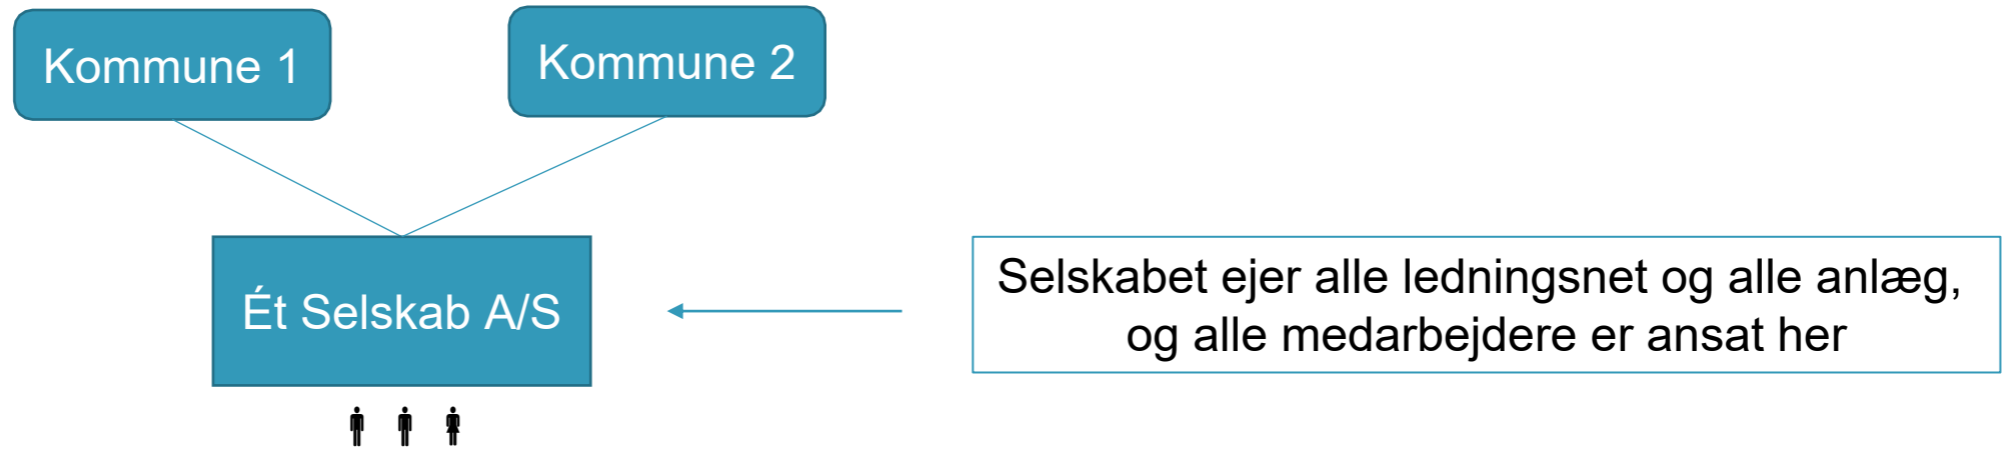 Kommune 1
Kommune 2
Ét Selskab A/S
Selskabet ejer alle ledningsnet og alle anlæg,
og alle medarbejdere er ansat her